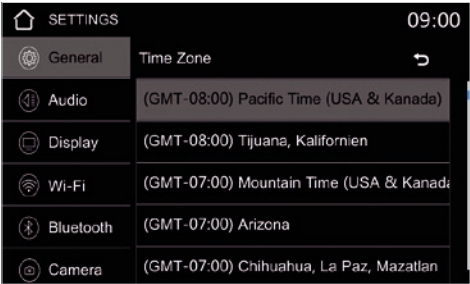 SETTINGS
09:00
General
Time Zone
Audio
(GMT-08:00) Pacific Time (USA & Kanada)
Display
(GMT-08:00) Tijuana, Kalifornien
Wi-Fi
(GMT-07:00) Mountain Time (USA & Kanada
Bluetooth
(GMT-07:00) Arizona
Camera
(GMT-07:00) Chihuahua, La Paz, Mazatlan